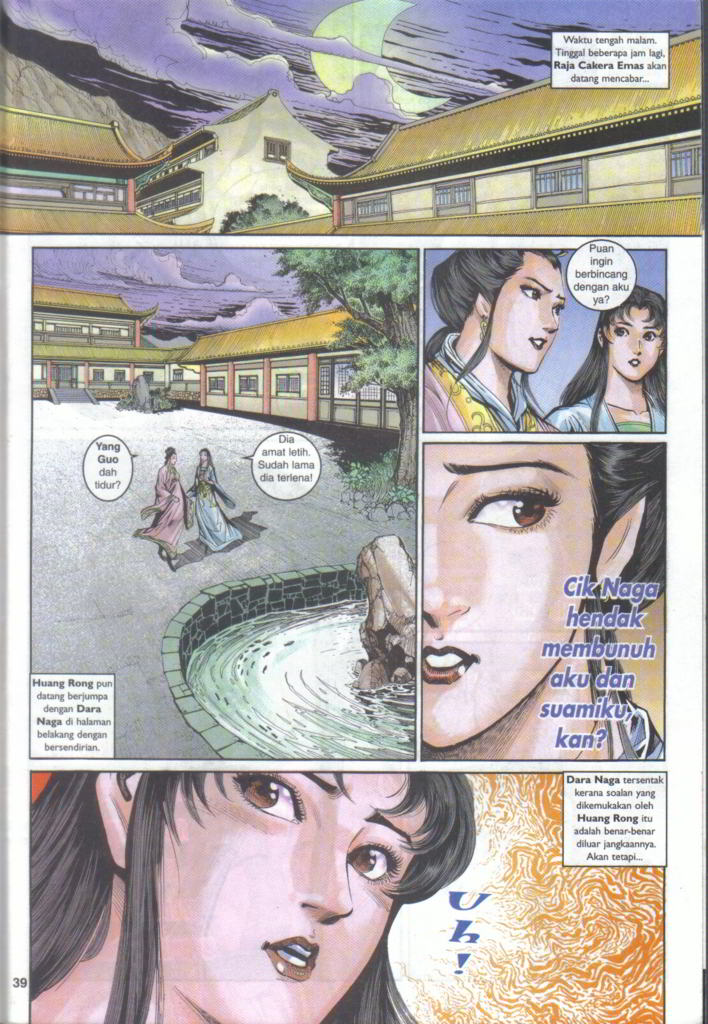 Waktu tengah malam.
Tinggal beberapa jam lagi,
Raja Cakera Emas akan
datang mencabar...
Yang
Guo
dah
tidur?
Dia
amat letih.
Sudah lama
dia terlena!
Huang Rong pun
datang berjumpa
dengan Dara
Naga di halaman
belakang dengan
bersendirian.
Puan
ingin
berbincang
dengan aku
ya?
Cik Naga
hendak
membunuh
aku dan
suamiku,
kan?
Dara Naga tersentak
kerana soalan yang
dikemukakan oleh
Huang Rong itu
adalah benar-benar
diluar jangkaannya.
Akan tetapi...
Uh!
39